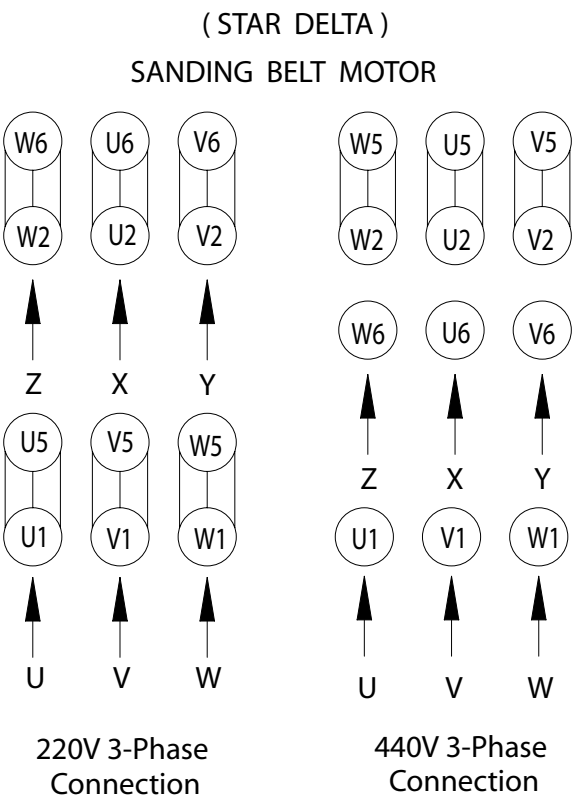 ( STAR DELTA )
SANDING BELT MOTOR
W6 U6 V6
W2 U2 V2
Z X Y
U5 V5 W5
U1 V1 W1
U V W
220V 3-Phase
Connection
W5 U5 V5
W2 U2 V2
W6 U6 V6
Z X Y
U1 V1 W1
U V W
440V 3-Phase
Connection